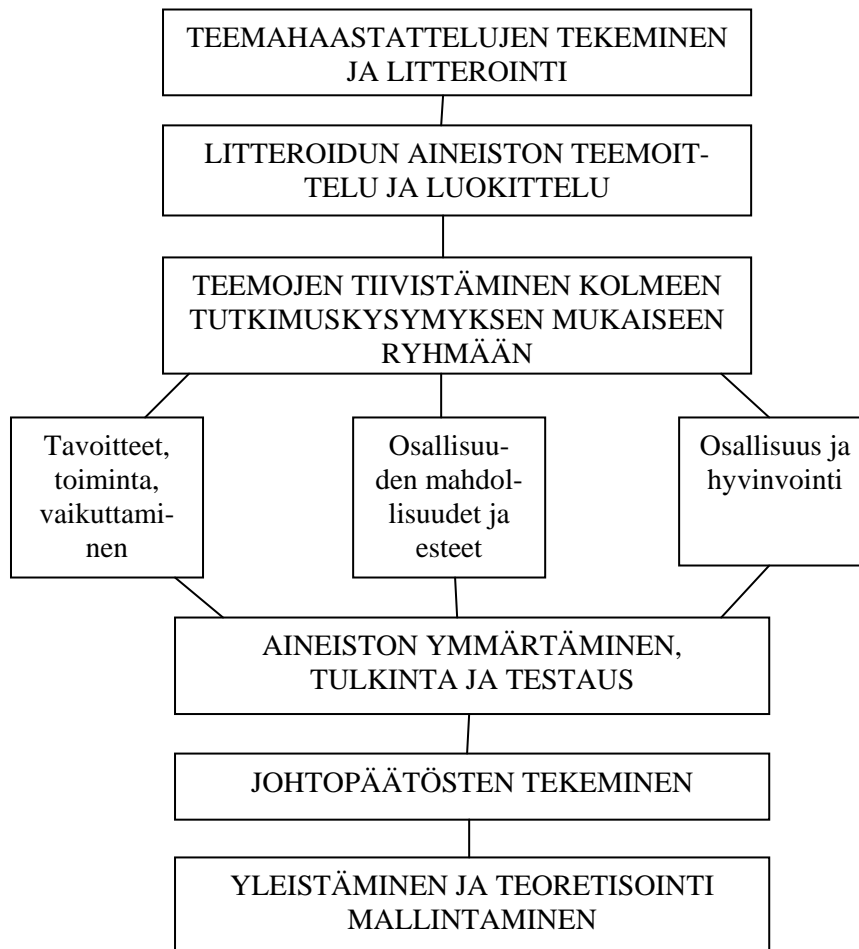 TEEMAHAASTATTELUJEN TEKEMINEN
JA LITTEROINTI
LITTEROIDUN AINEISTON TEEMOIT-
TELU JA LUOKITTELU
TEEMOJEN TIIVISTÄMINEN KOLMEEN
TUTKIMUSKYSYMYKSEN MUKAISEEN
RYHMÄÄN
Tavoitteet,
toiminta,
vaikuttami-
nen
Osallisuu-
den mahdol-
lisuudet ja
esteet
Osallisuus ja
hyvinvointi
AINEISTON YMMÄRTÄMINEN,
TULKINTA JA TESTAUS
JOHTOPÄÄTÖSTEN TEKEMINEN
YLEISTÄMINEN JA TEORETISOINTI
MALLINTAMINEN